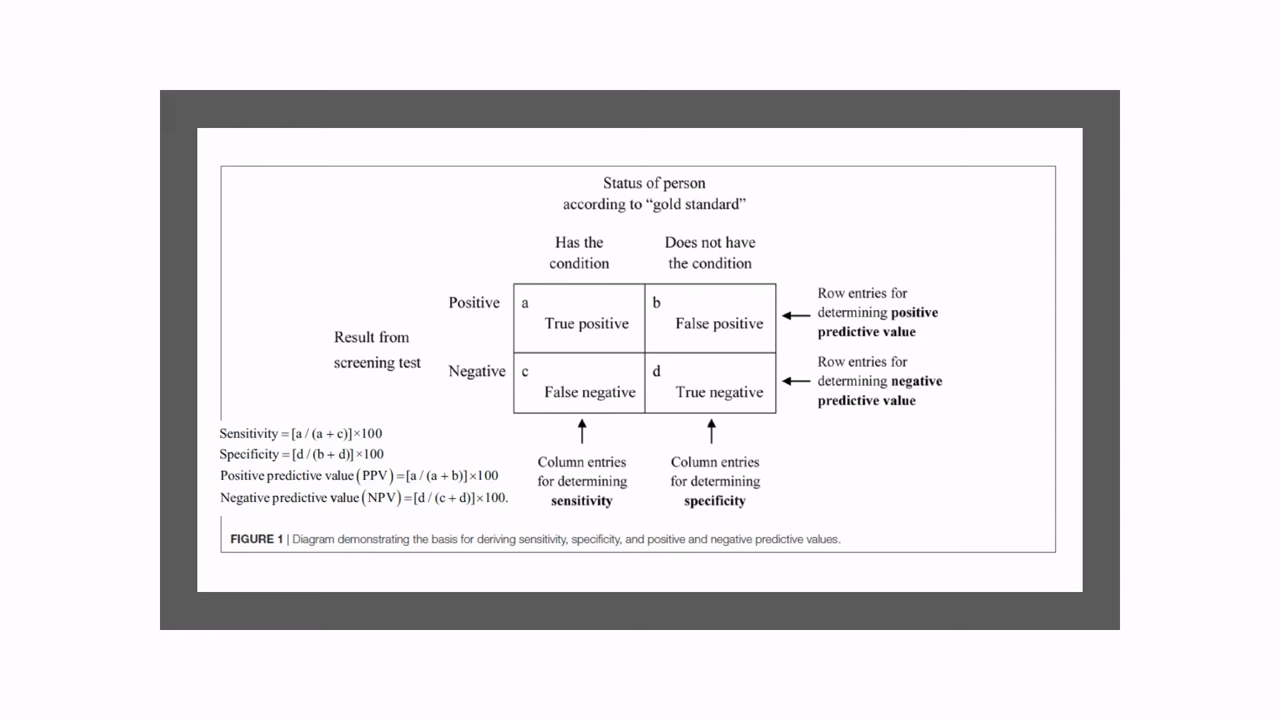 Status of person
according to “gold standard”
Has the
condition
Does not have
the condition
Result from
screening test
Positive
a
True positive
b
False positive
Row entries for
determining positive
predictive value
Negative
c
False negative
d
True negative
Row entries for
determining negative
predictive value
Column entries
for determining
sensitivity
Column entries
for determining
specificity
Sensitivity = [a / (a + c)]×100
Specificity = [d / (b + d)]×100
Positive predictive value (PPV) = [a / (a + b)]×100
Negative predictive value (NPV) = [d / (c + d)]×100.
FIGURE 1 | Diagram demonstrating the basis for deriving sensitivity, specificity, and positive and negative predictive values.